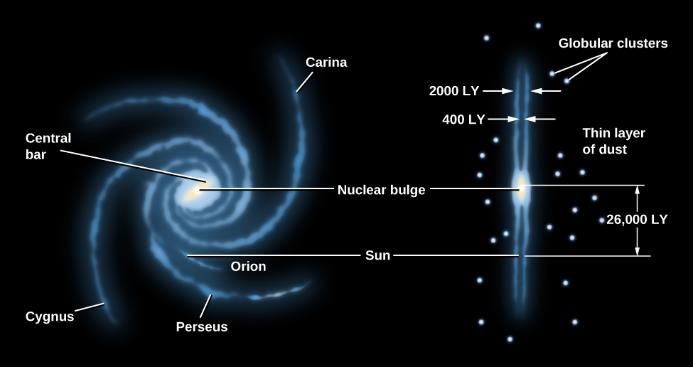 Carina
Globular clusters
2000 LY
400 LY
Central
bar
Thin layer
of dust
Nuclear bulge
26,000 LY
Sun
Orion
Cygnus
Perseus